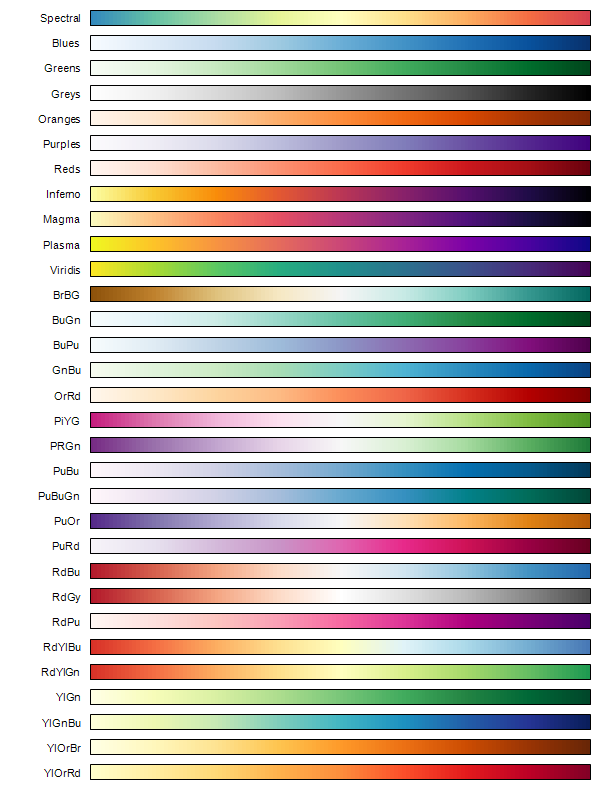 Spectral
Blues
Greens
Greys
Oranges
Purples
Reds
Inferno
Magma
Plasma
Viridis
BrBG
BuGn
BuPu
GnBu
OrRd
PiYG
PRGn
PuBu
PuBuGn
PuOr
PuRd
RdBu
RdGy
RdPu
RdYlBu
RdYlGn
YlGn
YlGnBu
YlOrBr
YlOrRd